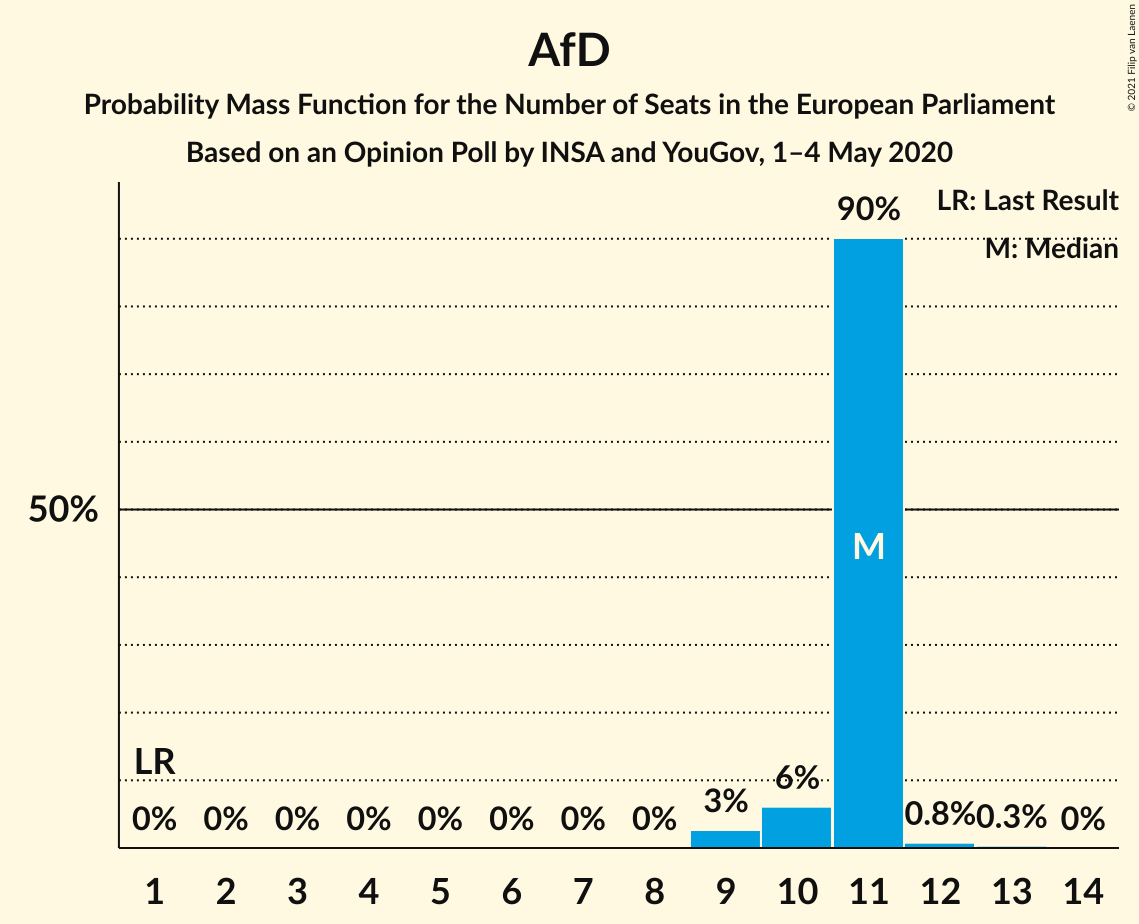 AfD
Probability Mass Function for the Number of Seats in the European Parliament
Based on an Opinion Poll by INSA and YouGov, 1–4 May 2020
© 2021 Filip van Laenen
LR: Last Result
M: Median
90%
50%
M
LR
0% 0% 0% 0% 0% 0% 0% 0% 3% 6% 0.8% 0.3% 0%
1 2 3 4 5 6 7 8 9 10 11 12 13 14